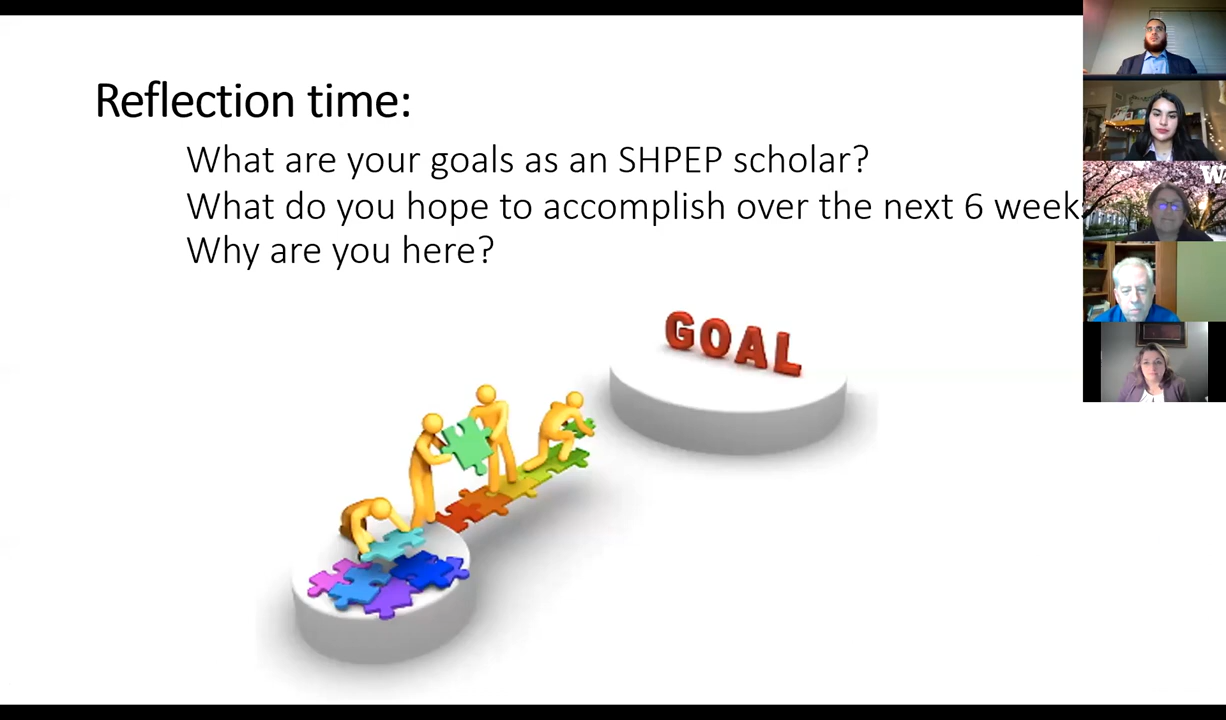 Reflection time:
What are your goals as an SHPEP scholar?
What do you hope to accomplish over the next 6 week
Why are you here?
GOAL
W